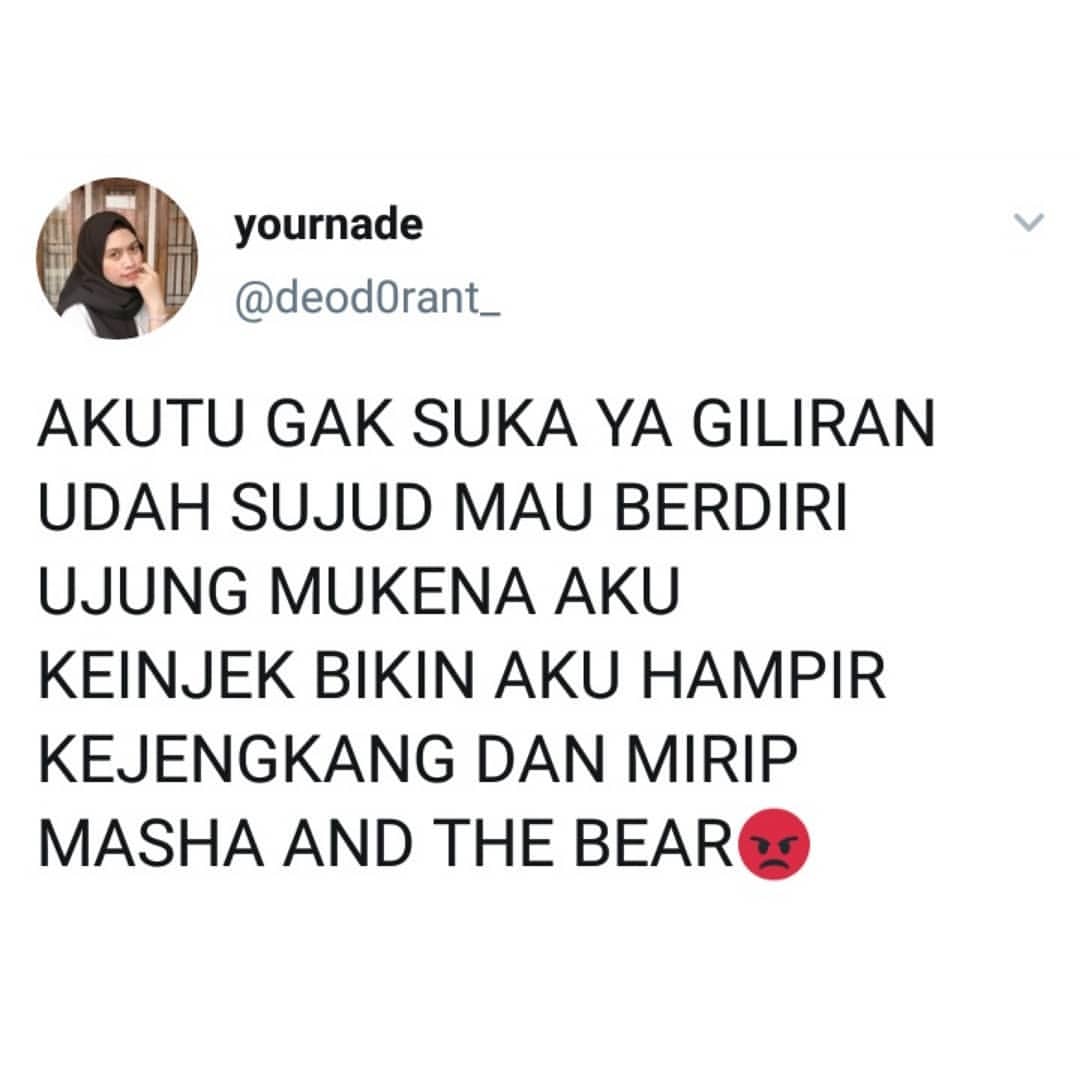 yournade
@deod0rant_
AKUTU GAK SUKA YA GILIRAN
UDAH SUJUD MAU BERDIRI
UJUNG MUKENA AKU
KEINJEK BIKIN AKU HAMPIR
KEJENGKANG DAN MIRIP
MASHA AND THE BEAR😡